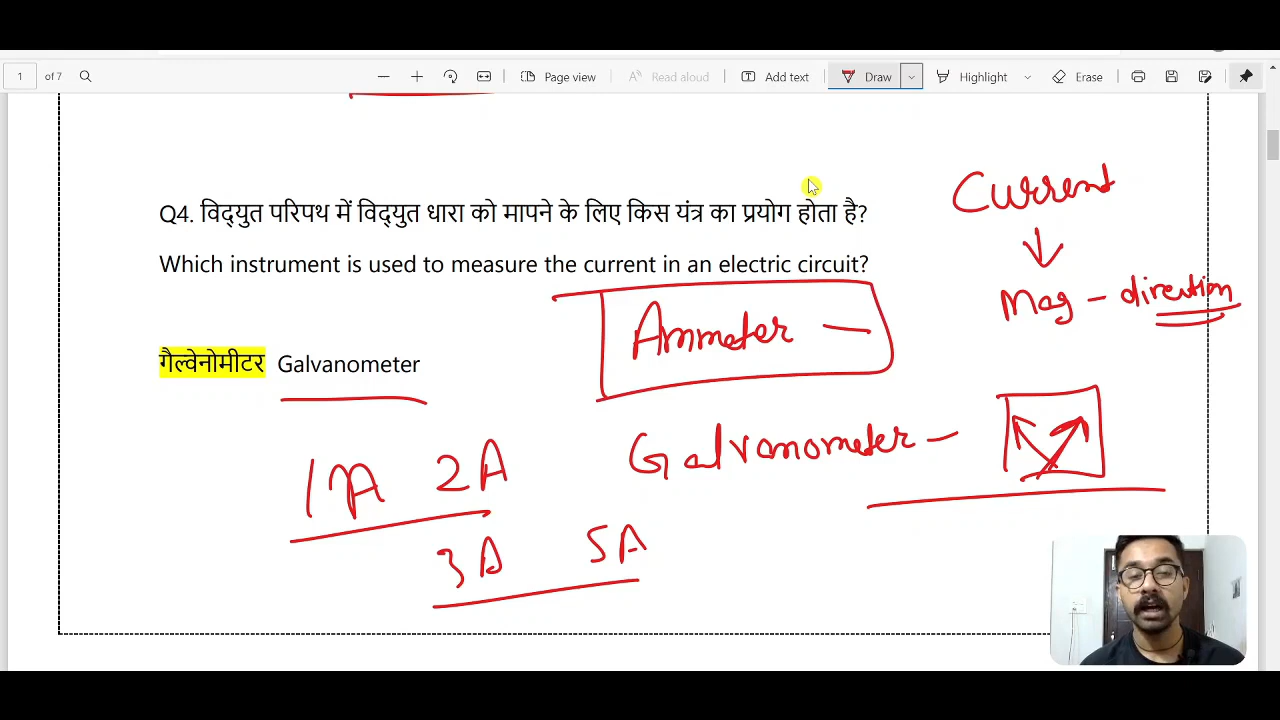 1 of 7 Page view Read aloud Add text Draw Highlight Erase
Q4. विद्युत परिपथ में विद्युत धारा को मापने के लिए किस यंत्र का प्रयोग होता है?
Which instrument is used to measure the current in an electric circuit?
Current
Mag - direction
Ammeter -
गैल्वेनोमीटर Galvanometer
Galvanometer -
1A 2A
3A 5A